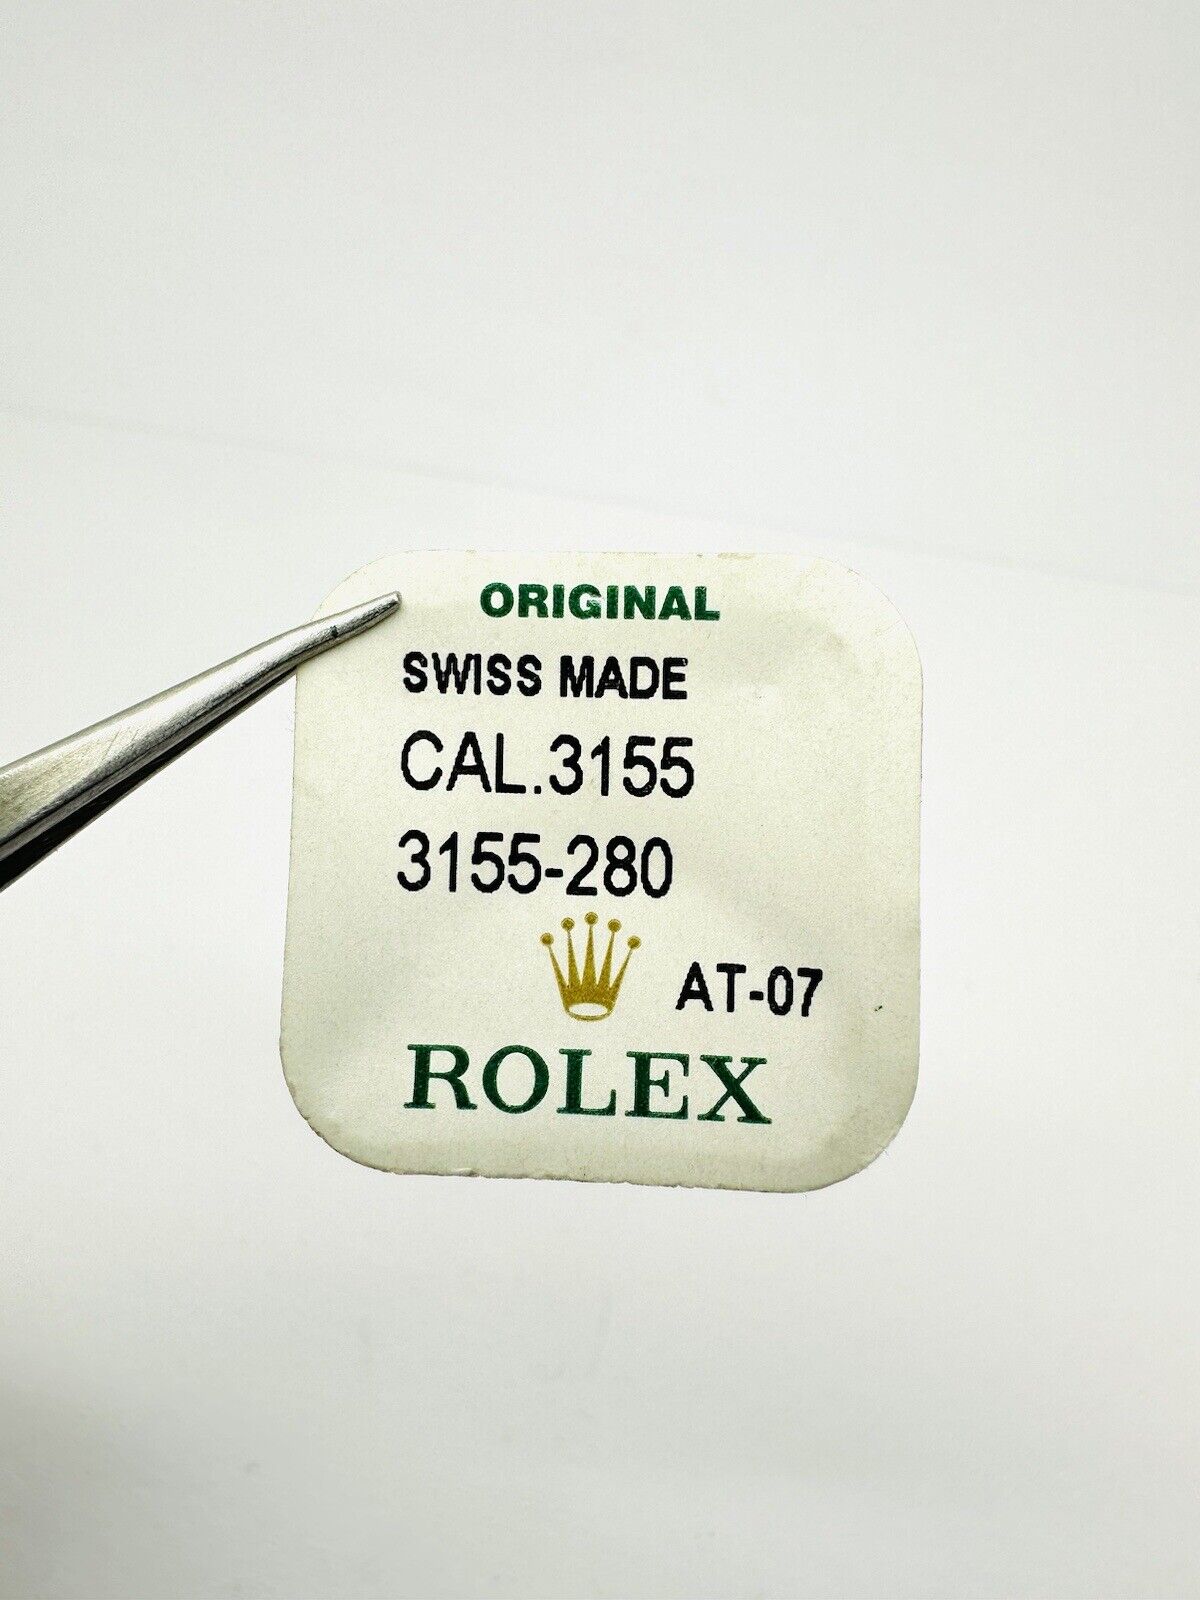 ORIGINAL
SWISS MADE
CAL.3155
3155-280
AT-07
ROLEX